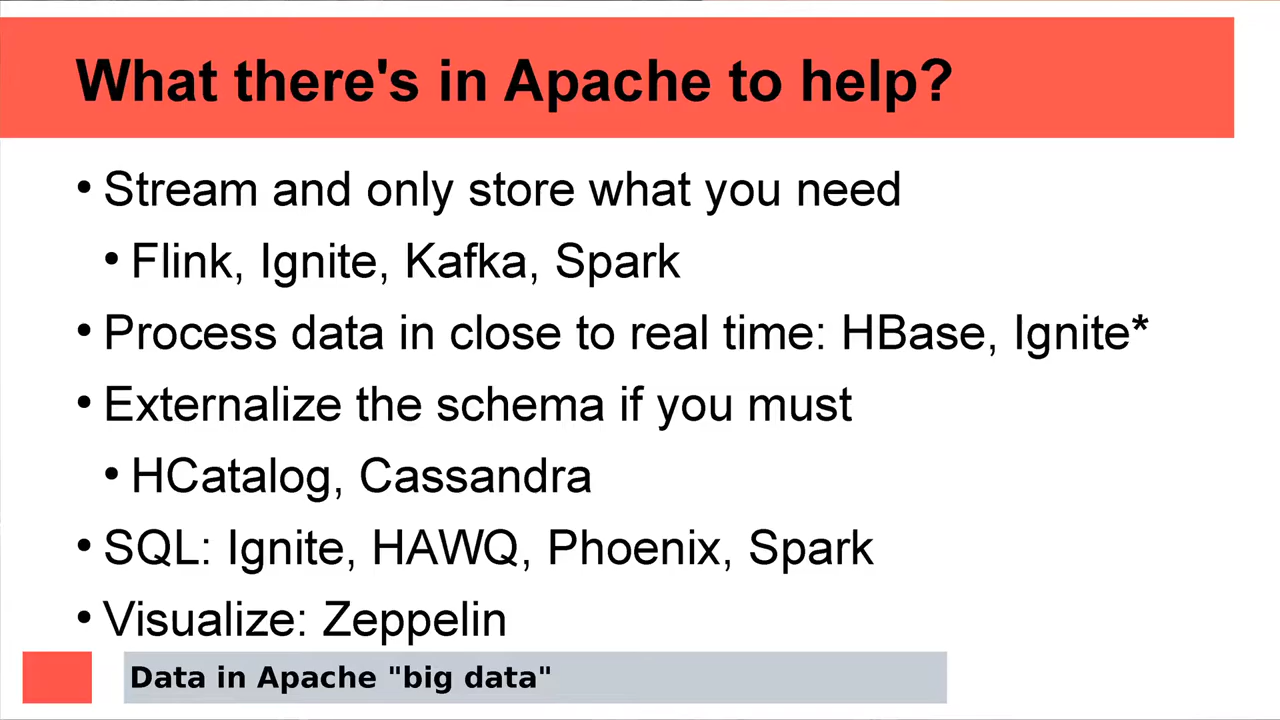 What there's in Apache to help?
• Stream and only store what you need
• Flink, Ignite, Kafka, Spark
• Process data in close to real time: HBase, Ignite*
• Externalize the schema if you must
• HCatalog, Cassandra
• SQL: Ignite, HAWQ, Phoenix, Spark
• Visualize: Zeppelin
Data in Apache "big data"